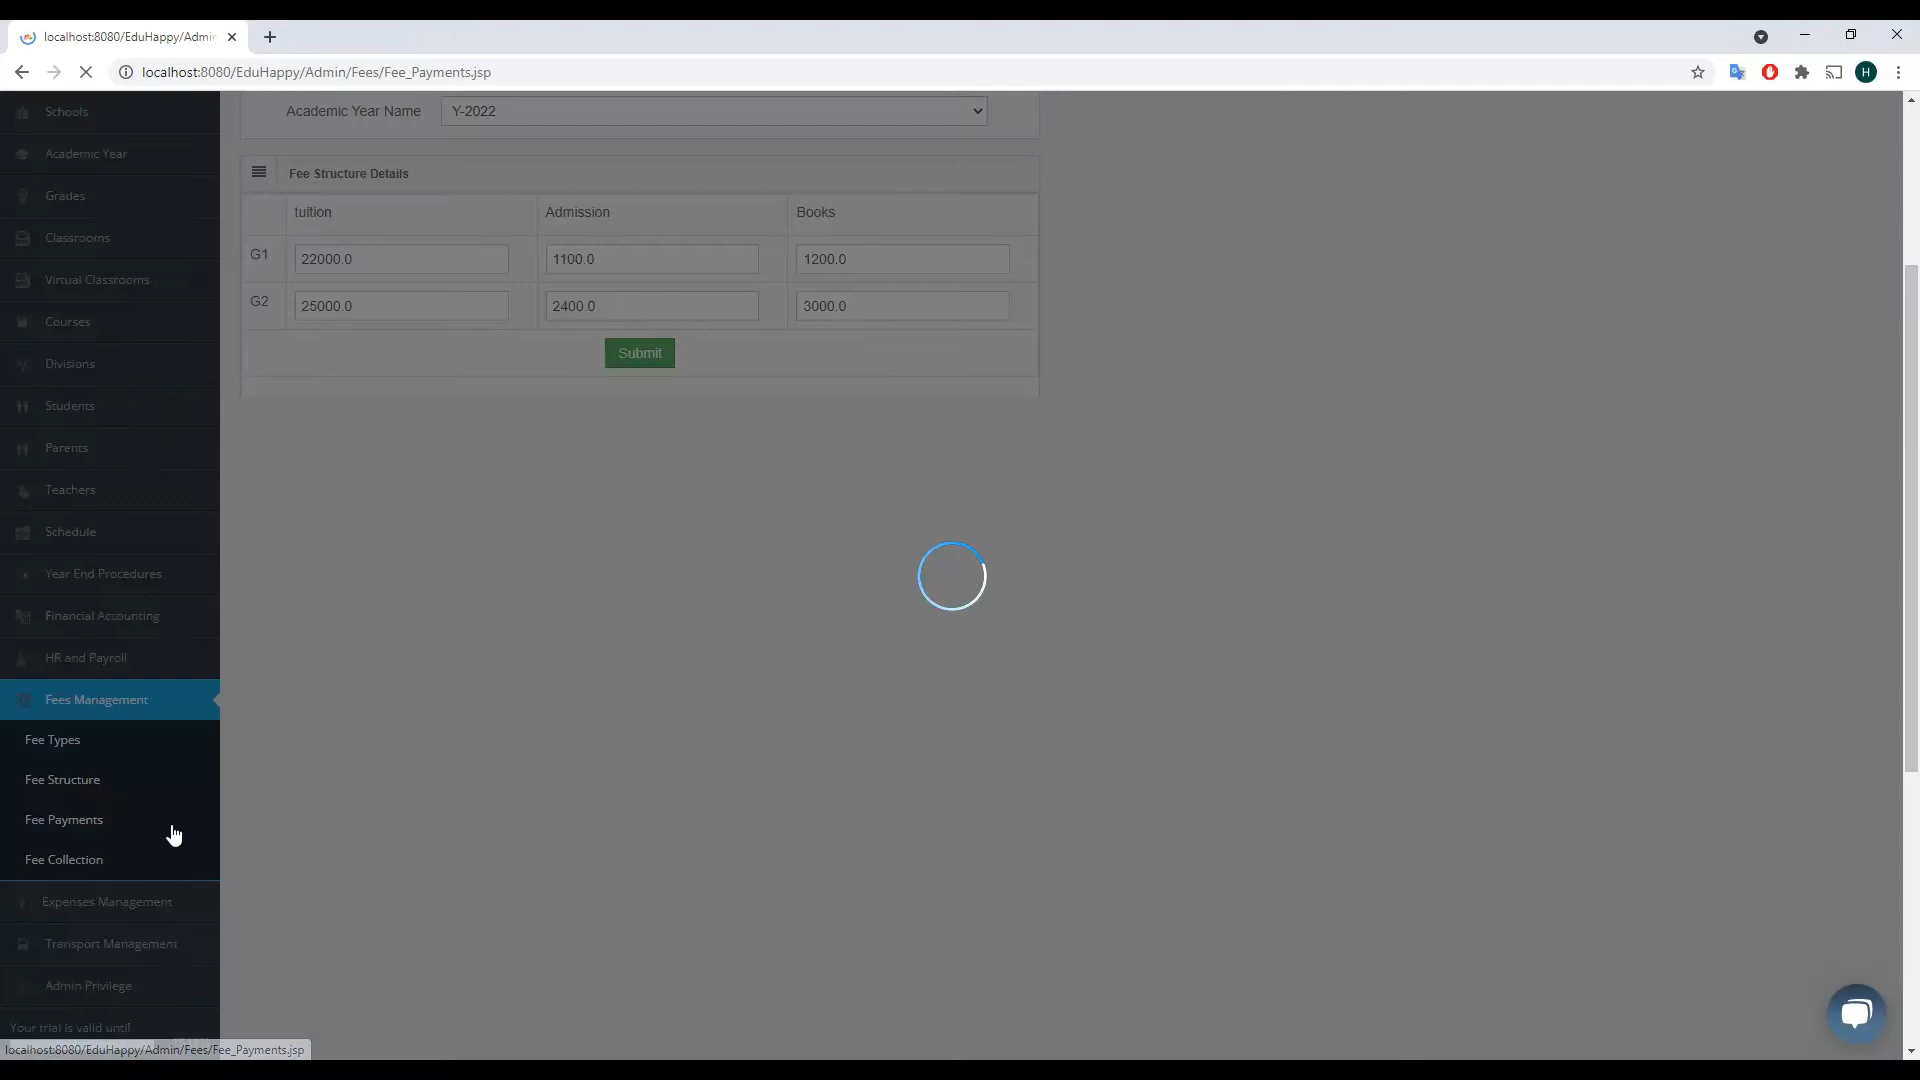 localhost:8080/EduHappy/Admin
localhost:8080/EduHappy/Admin/Fees/Fee_Payments.jsp
H
Schools
Academic Year
Grades
Classrooms
Virtual Classrooms
Courses
Divisions
Students
Parents
Teachers
Schedule
Year End Procedures
Financial Accounting
HR and Payroll
Fees Management
Fee Types
Fee Structure
Fee Payments
Fee Collection
Expenses Management
Transport Management
Admin Privilege
Your trial is valid until
localhost:8080/EduHappy/Admin/Fees/Fee_Payments.jsp
Academic Year Name Y-2022
Fee Structure Details
tuition Admission Books
G1 22000.0 1100.0 1200.0
G2 25000.0 2400.0 3000.0
Submit